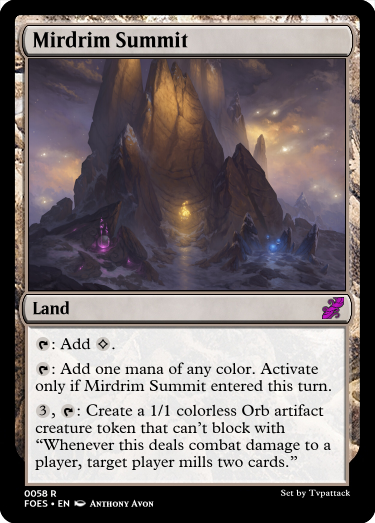 Mirdrim Summit
Land
: Add .
: Add one mana of any color. Activate
only if Mirdrim Summit entered this turn.
3, : Create a 1/1 colorless Orb artifact
creature token that can't block with
“Whenever this deals combat damage to a
player, target player mills two cards.”
0058 R
FOES • EN Anthony Avon
Set by Tvpattack